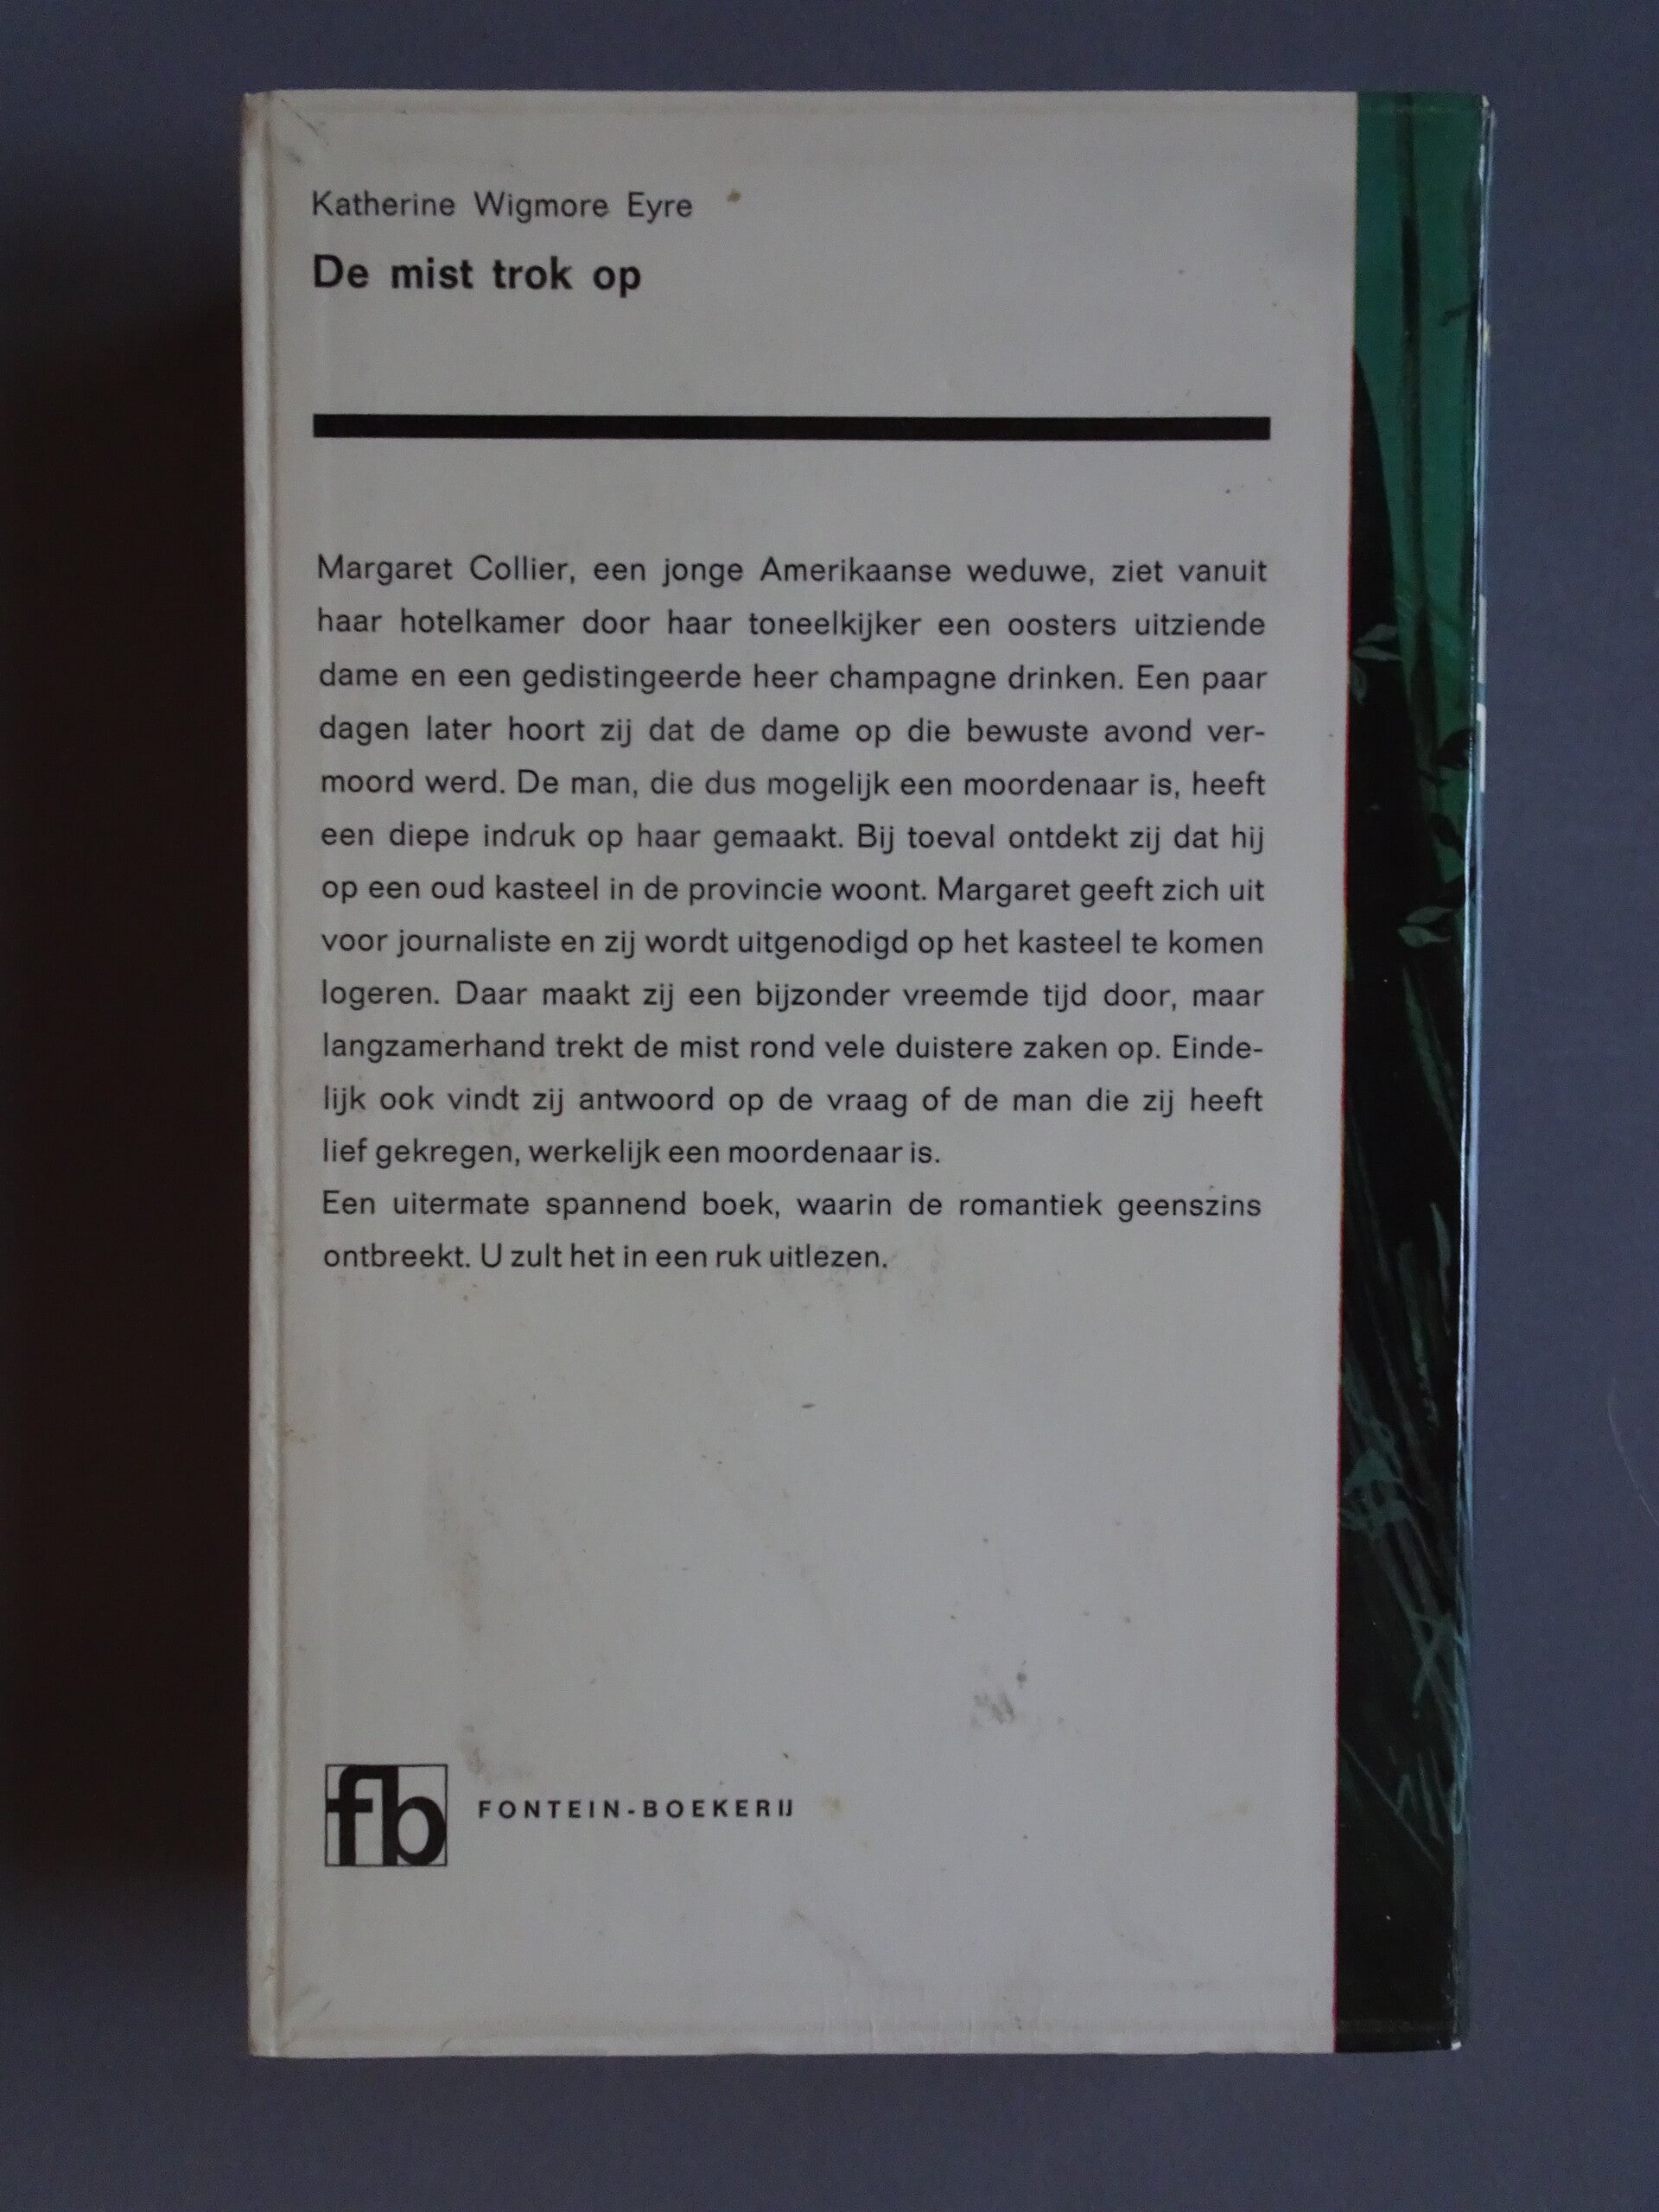 Katherine Wigmore Eyre
De mist trok op
Margaret Collier, een jonge Amerikaanse weduwe, ziet vanuit
haar hotelkamer door haar toneelkijker een oosters uitziende
dame en een gedistingeerde heer champagne drinken. Een paar
dagen later hoort zij dat de dame op die bewuste avond ver-
moord werd. De man, die dus mogelijk een moordenaar is, heeft
een diepe indruk op haar gemaakt. Bij toeval ontdekt zij dat hij
op een oud kasteel in de provincie woont. Margaret geeft zich uit
voor journaliste en zij wordt uitgenodigd op het kasteel te komen
logeren. Daar maakt zij een bijzonder vreemde tijd door, maar
langzamerhand trekt de mist rond vele duistere zaken op. Einde-
lijk ook vindt zij antwoord op de vraag of de man die zij heeft
lief gekregen, werkelijk een moordenaar is.
Een uitermate spannend boek, waarin de romantiek geenszins
ontbreekt. U zult het in een ruk uitlezen.
fb FONTEIN-BOEKERIJ